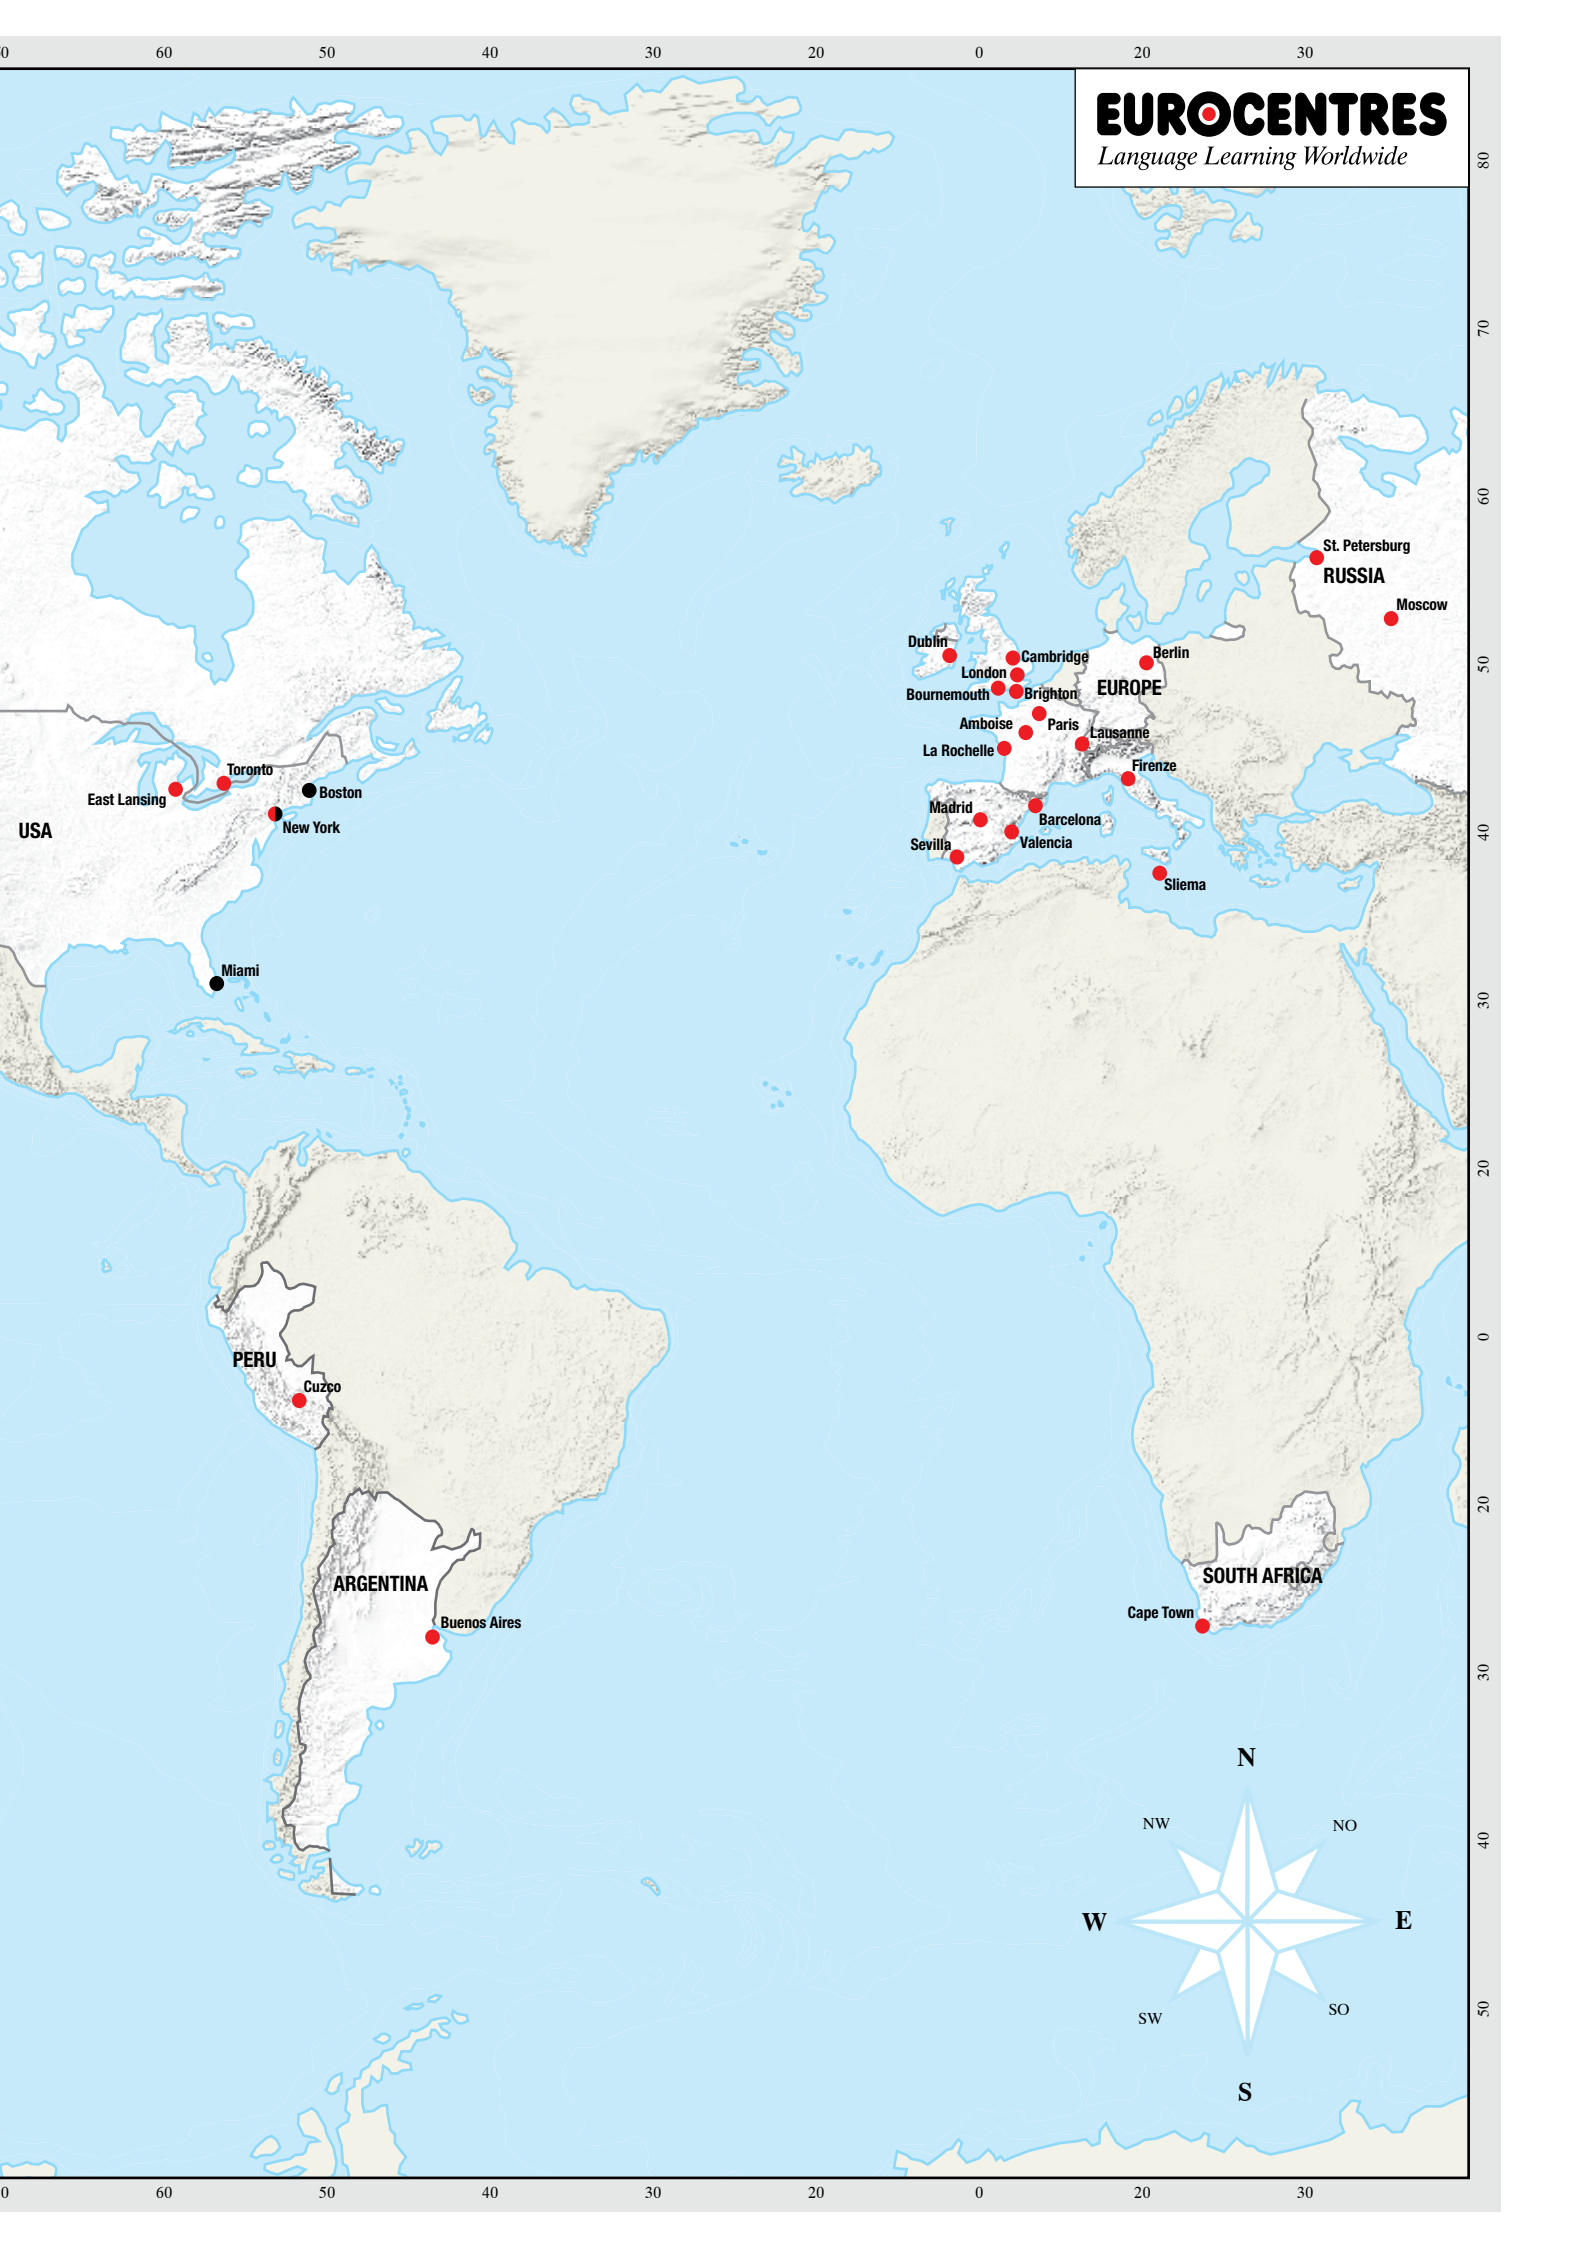 0 60 50 40 30 20 0 20 30
EUROCENTRES
Language Learning Worldwide
80
70
60
50
40
30
20
0
20
30
40
50
St. Petersburg
RUSSIA
Moscow
Dublin
Cambridge
Berlin
London
EUROPE
Bournemouth
Brighton
Amboise
Paris
Lausanne
La Rochelle
Firenze
Toronto
East Lansing
Boston
New York
USA
Madrid
Barcelona
Sevilla
Valencia
Sliema
Miami
PERU
Cuzco
ARGENTINA
Buenos Aires
SOUTH AFRICA
Cape Town
N
NW
NO
W
E
SW
SO
S
0 60 50 40 30 20 0 20 30